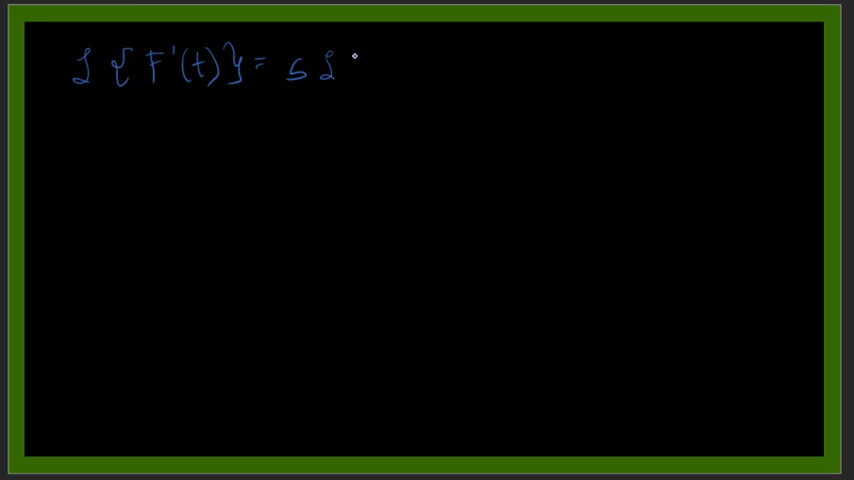 ℒ { F'(t) } = s ℒ